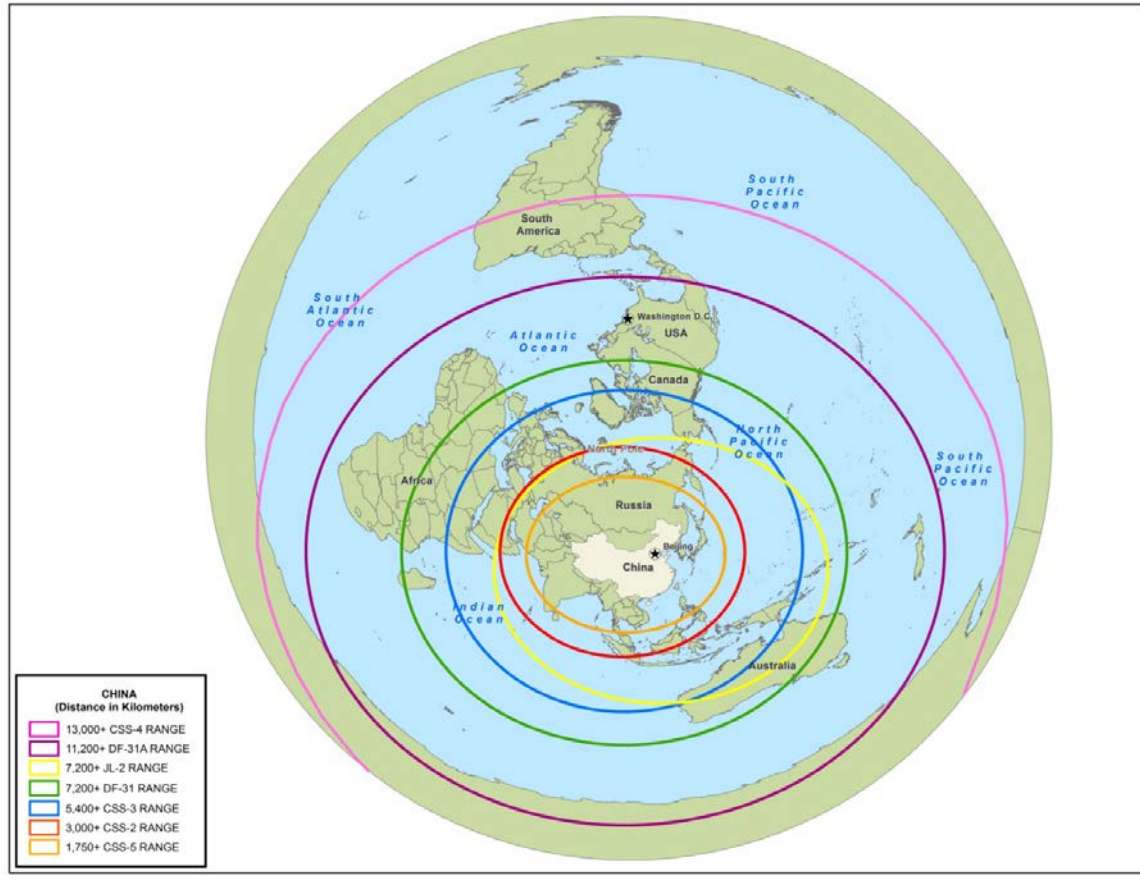 South
Pacific
Ocean
South
America
South
Atlantic
Ocean
Washington D.C.
USA
Atlantic
Ocean
Canada
North
Pacific
Ocean
North Pole
South
Pacific
Ocean
Africa
Russia
Beijing
China
Indian
Ocean
Australia
CHINA
(Distance in Kilometers)
13,000+ CSS-4 RANGE
11,200+ DF-31A RANGE
7,200+ JL-2 RANGE
7,200+ DF-31 RANGE
5,400+ CSS-3 RANGE
3,000+ CSS-2 RANGE
1,750+ CSS-5 RANGE